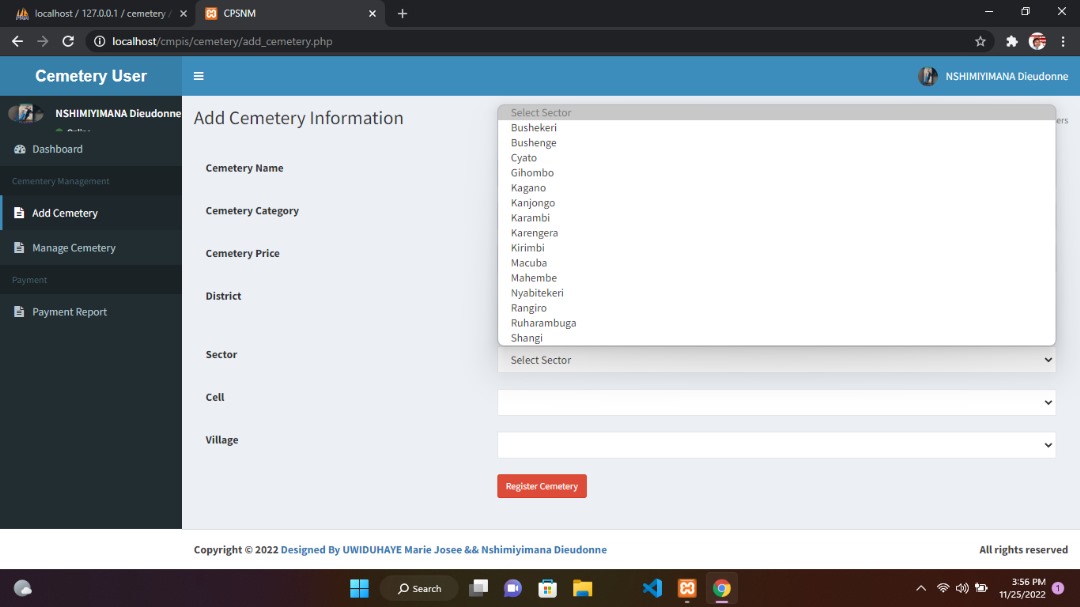 localhost / 127.0.0.1 / cemetery /
CPSNM
localhost/cmpis/cemetery/add_cemetery.php
Cemetery User
NSHIMIYIMANA Dieudonne
NSHIMIYIMANA Dieudonne
Online
Dashboard
Cementery Management
Add Cemetery
Manage Cemetery
Payment
Payment Report
Add Cemetery Information
Cemetery Name
Cemetery Category
Cemetery Price
District
Select Sector
Bushekeri
Bushenge
Cyato
Gihombo
Kagano
Kanjongo
Karambi
Karengera
Kirimbi
Macuba
Mahembe
Nyabitekeri
Rangiro
Ruharambuga
Shangi
Sector
Select Sector
Cell
Village
Register Cemetery
Copyright © 2022 Designed By UWIDUHAYE Marie Josee && Nshimiyimana Dieudonne
All rights reserved
Search
3:56 PM
11/25/2022
1